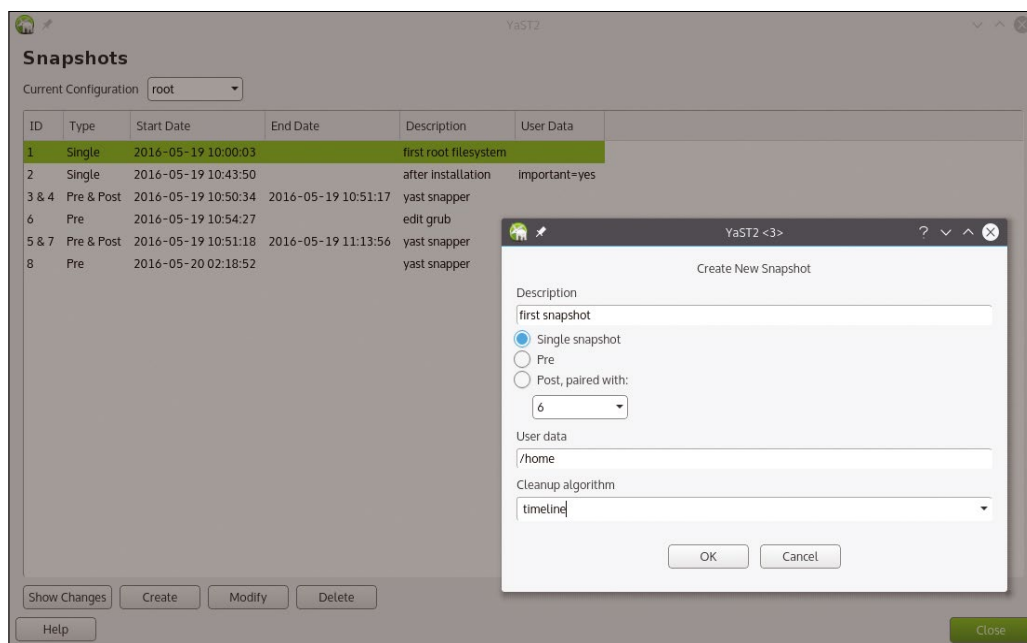 YaST2
Snapshots
Current Configuration root
ID Type Start Date End Date Description User Data
1 Single 2016-05-19 10:00:03 first root filesystem
2 Single 2016-05-19 10:43:50 after installation important=yes
3 & 4 Pre & Post 2016-05-19 10:50:34 2016-05-19 10:51:17 yast snapper
6 Pre 2016-05-19 10:54:27 edit grub
5 & 7 Pre & Post 2016-05-19 10:51:18 2016-05-19 11:13:56 yast snapper
8 Pre 2016-05-20 02:18:52 yast snapper
YaST2 <3>
Create New Snapshot
Description
first snapshot
Single snapshot
Pre
Post, paired with:
6
User data
/home
Cleanup algorithm
timeline
OK Cancel
Show Changes Create Modify Delete
Help Close